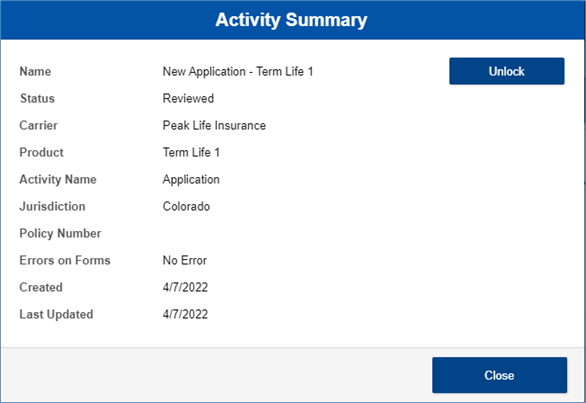 Activity Summary
Name New Application - Term Life 1 Unlock
Status Reviewed
Carrier Peak Life Insurance
Product Term Life 1
Activity Name Application
Jurisdiction Colorado
Policy Number
Errors on Forms No Error
Created 4/7/2022
Last Updated 4/7/2022
Close